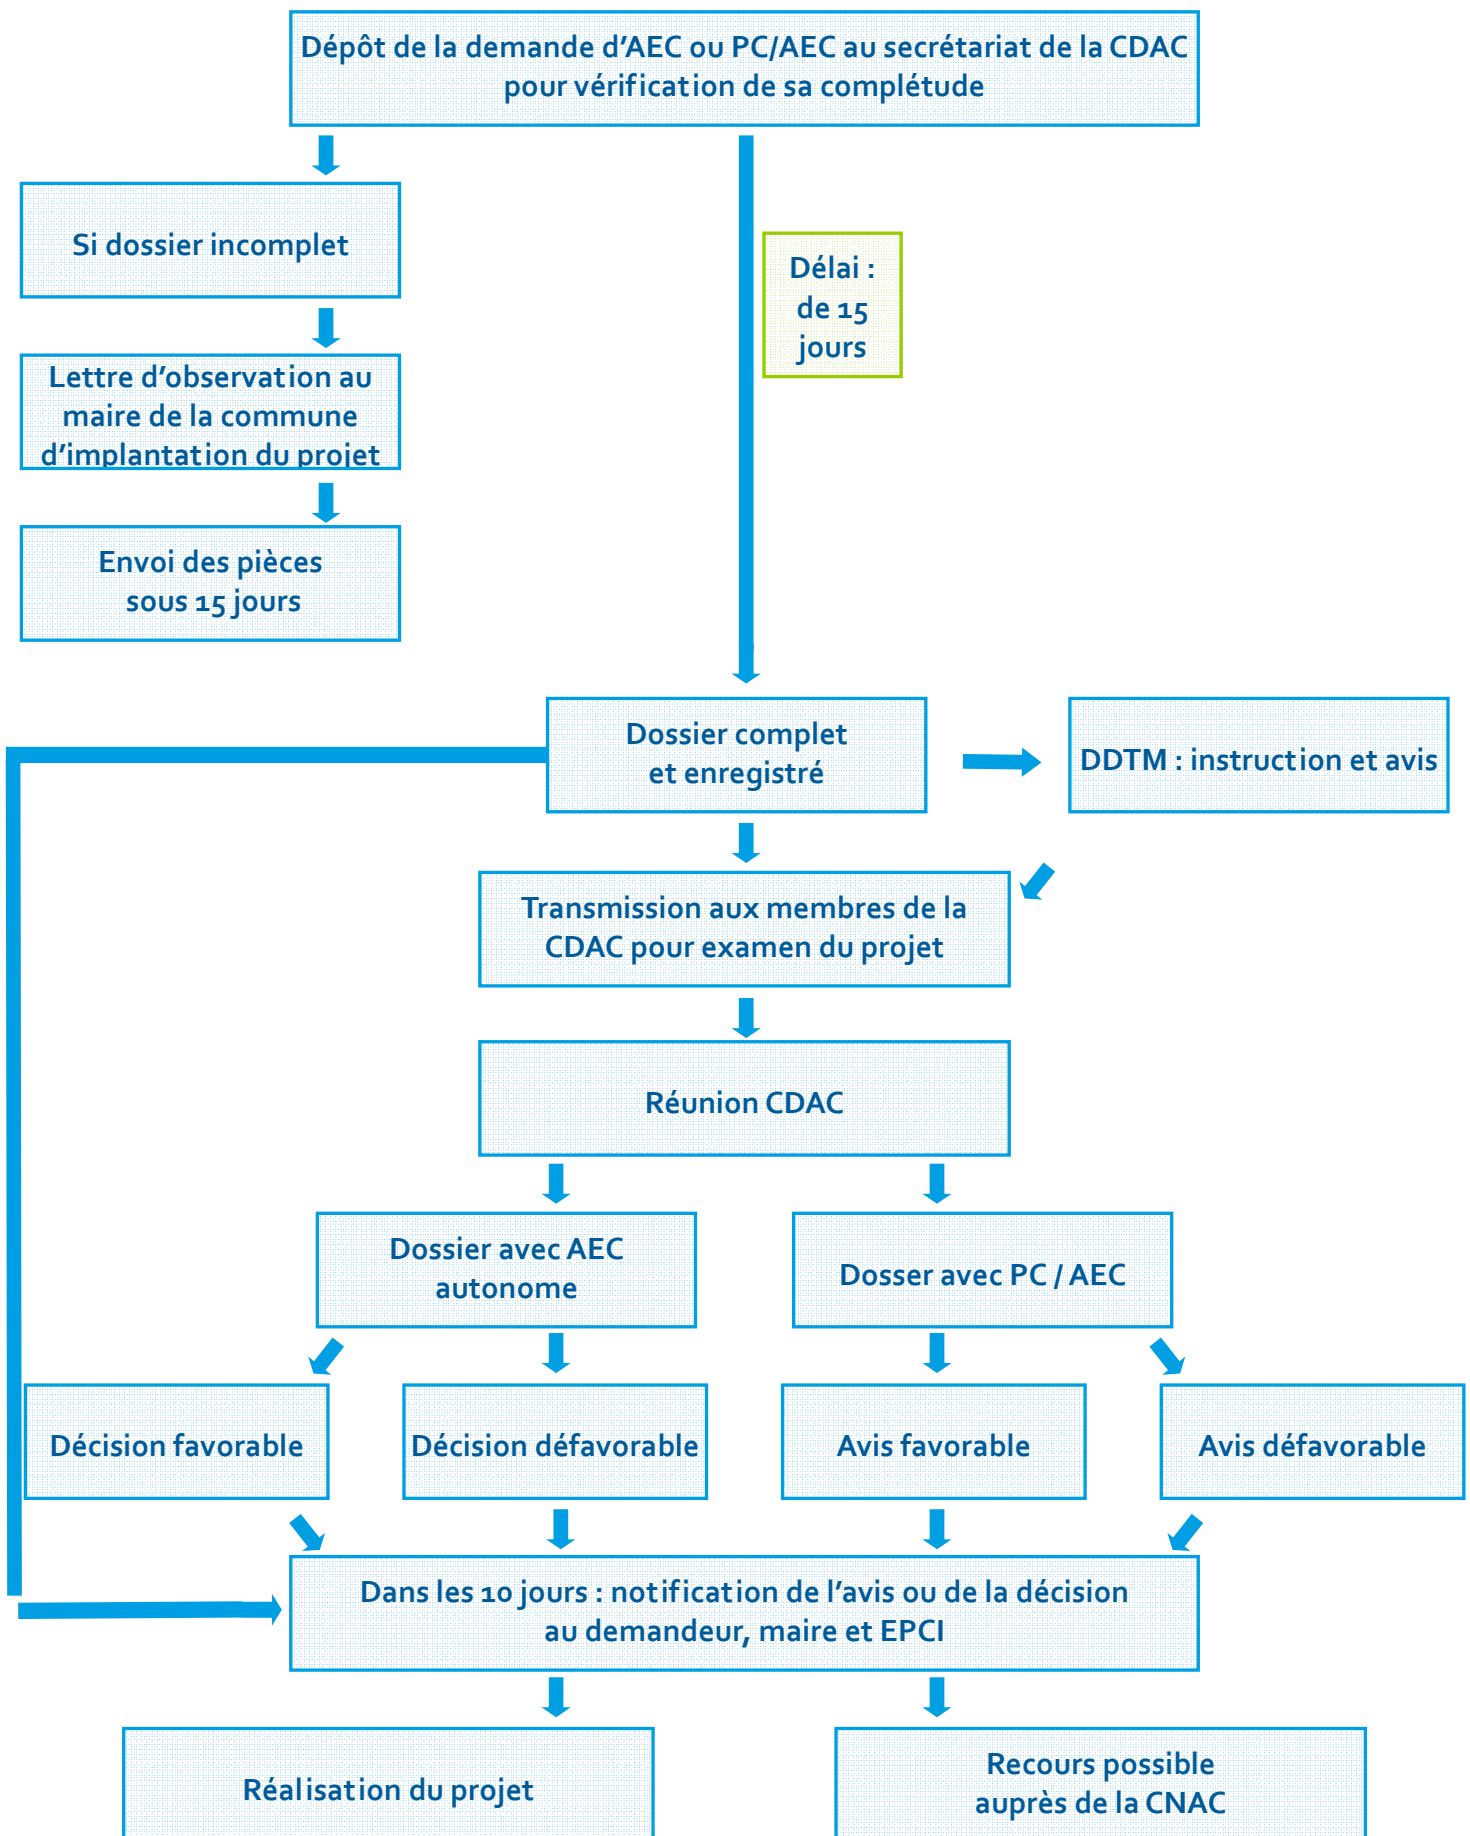 Dépôt de la demande d’AEC ou PC/AEC au secrétariat de la CDAC
pour vérification de sa complétude
Si dossier incomplet
Délai :
de 15
jours
Lettre d’observation au
maire de la commune
d’implantation du projet
Envoi des pièces
sous 15 jours
Dossier complet
et enregistré
DDTM : instruction et avis
Transmission aux membres de la
CDAC pour examen du projet
Réunion CDAC
Dossier avec AEC
autonome
Dosser avec PC / AEC
Décision favorable
Décision défavorable
Avis favorable
Avis défavorable
Dans les 10 jours : notification de l’avis ou de la décision
au demandeur, maire et EPCI
Réalisation du projet
Recours possible
auprès de la CNAC